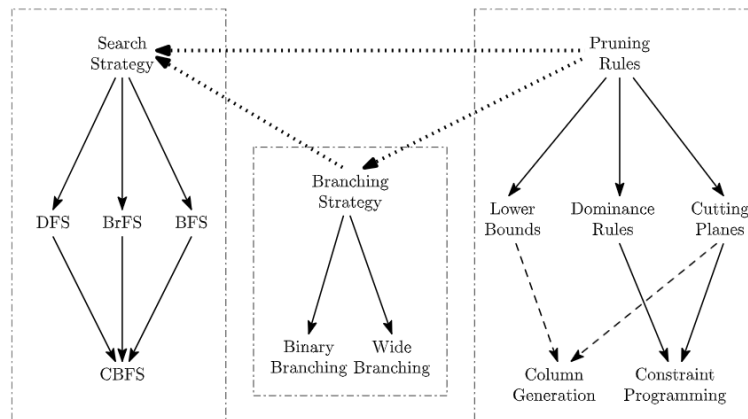 Search
Strategy
Pruning
Rules
Branching
Strategy
DFS
BrFS
BFS
Lower
Bounds
Dominance
Rules
Cutting
Planes
Binary
Branching
Wide
Branching
CBFS
Column
Generation
Constraint
Programming